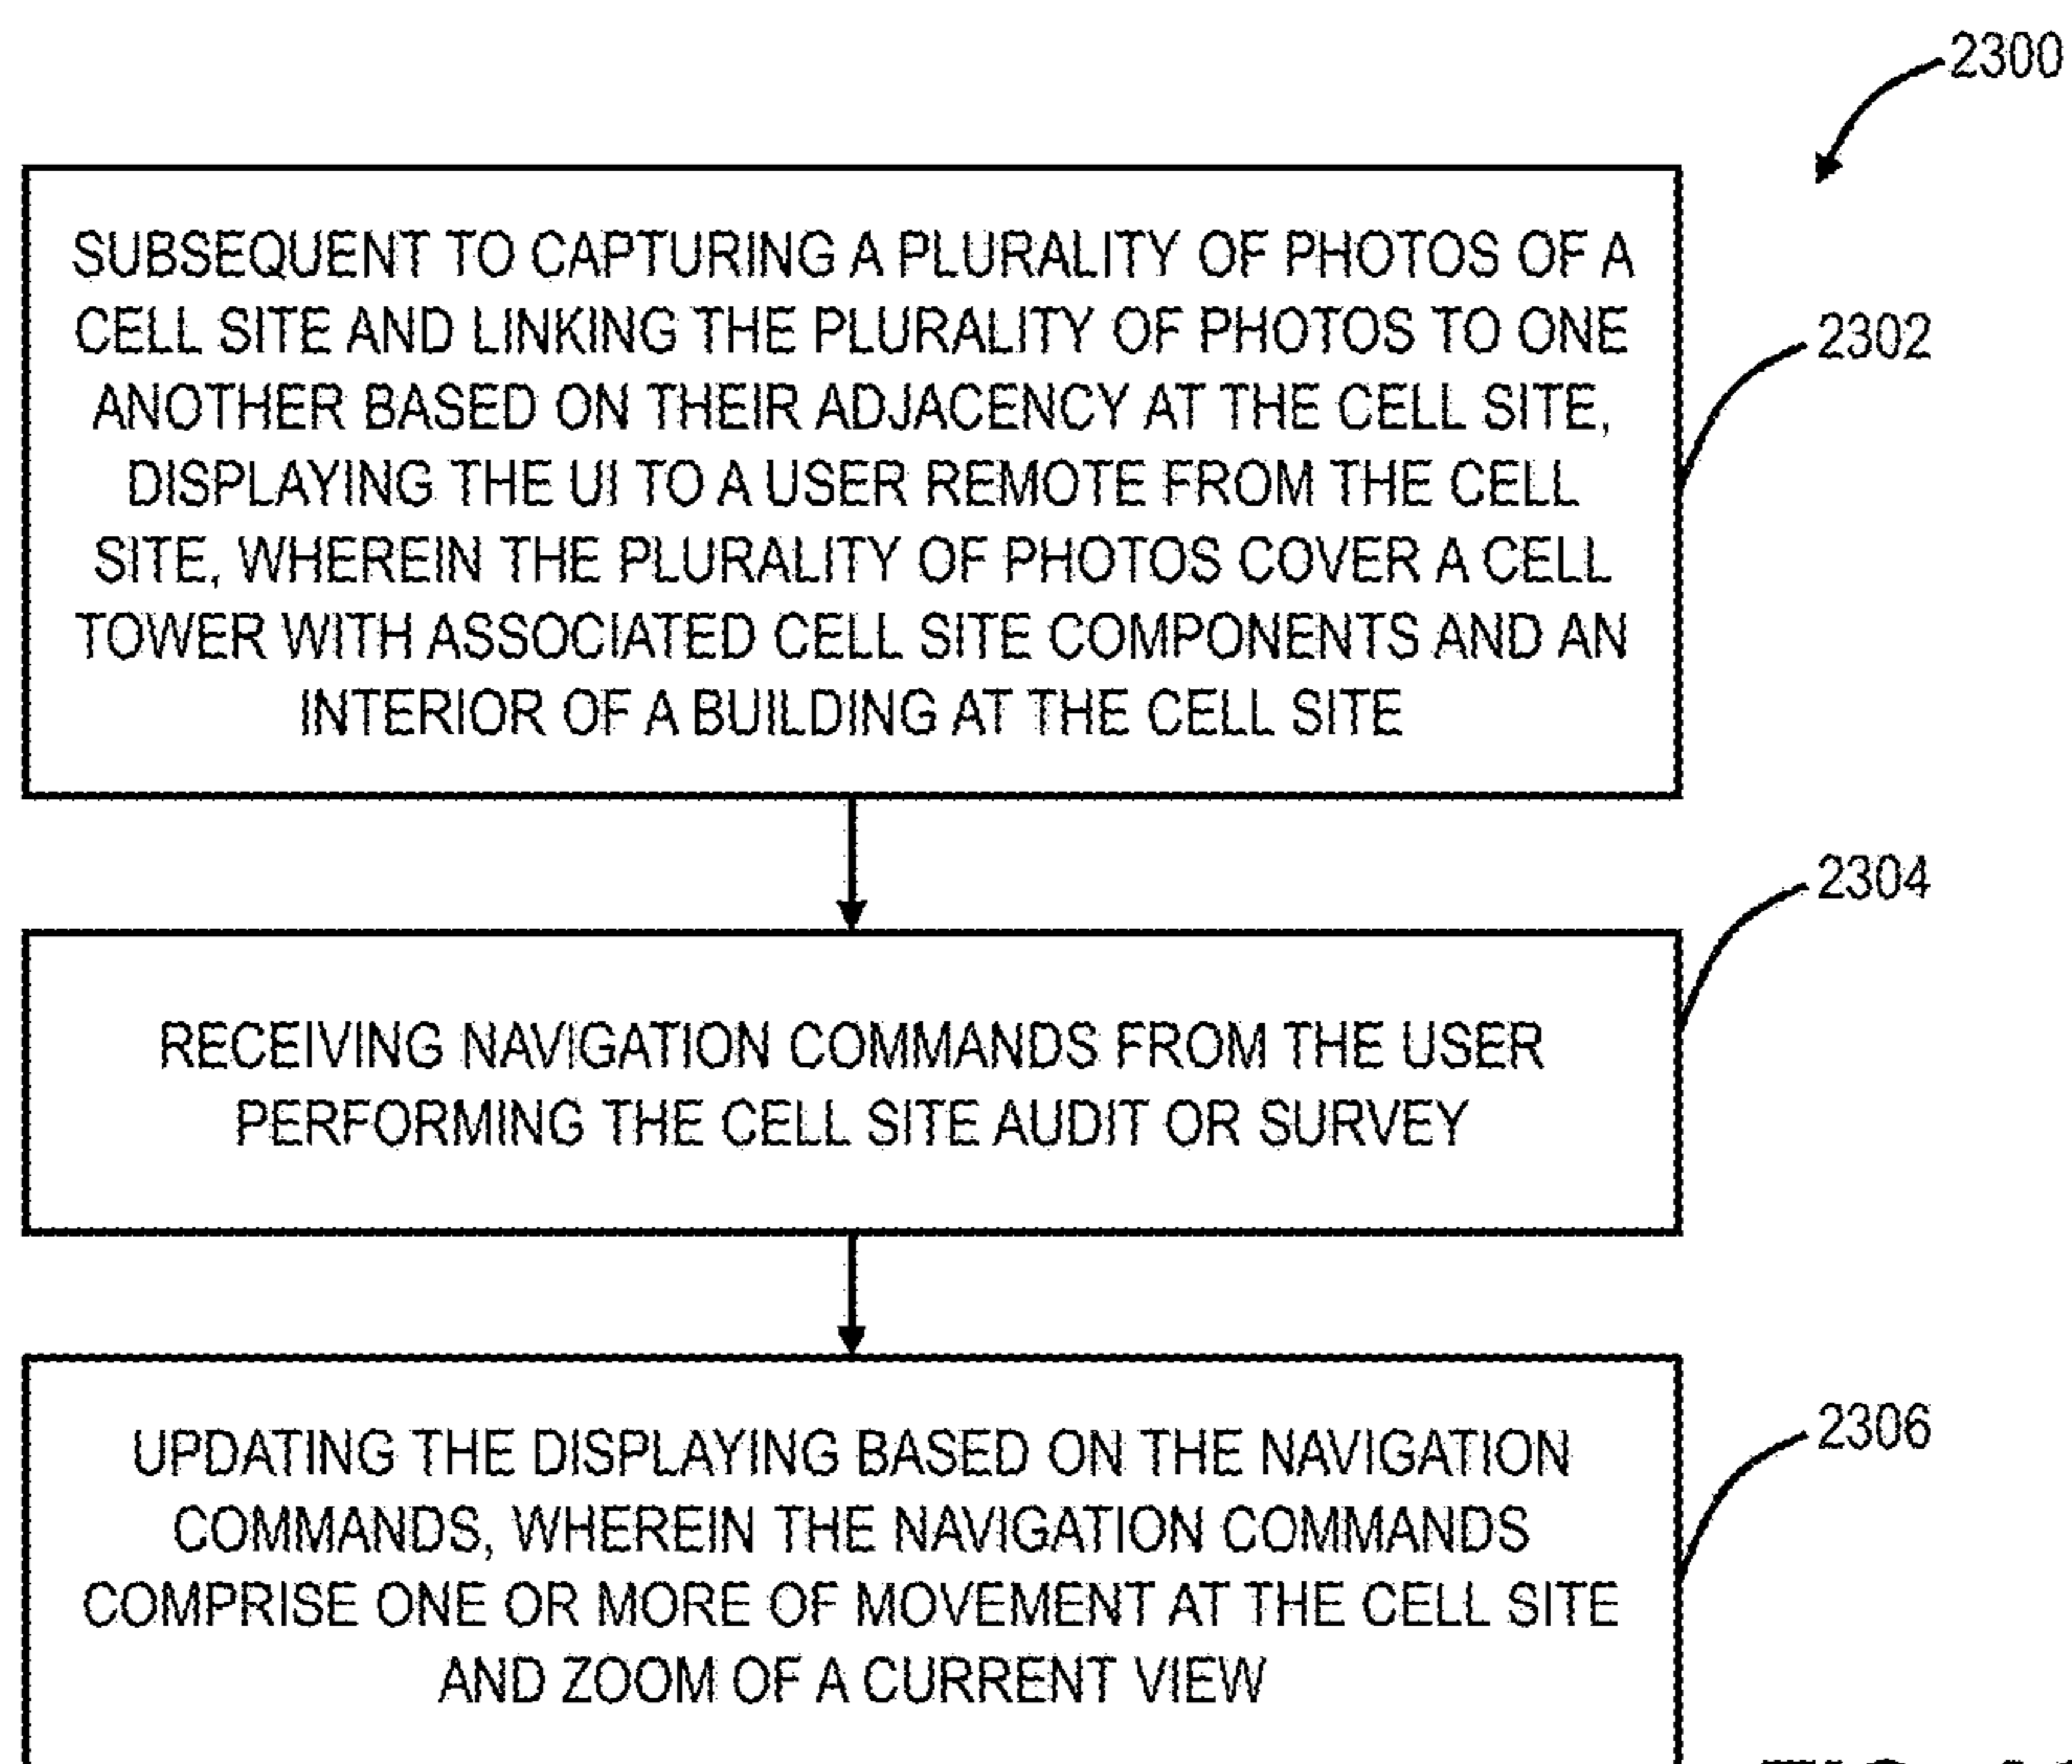 2300
SUBSEQUENT TO CAPTURING A PLURALITY OF PHOTOS OF A
CELL SITE AND LINKING THE PLURALITY OF PHOTOS TO ONE
ANOTHER BASED ON THEIR ADJACENCY AT THE CELL SITE,
DISPLAYING THE UI TO A USER REMOTE FROM THE CELL
SITE, WHEREIN THE PLURALITY OF PHOTOS COVER A CELL
TOWER WITH ASSOCIATED CELL SITE COMPONENTS AND AN
INTERIOR OF A BUILDING AT THE CELL SITE
2302
2304
RECEIVING NAVIGATION COMMANDS FROM THE USER
PERFORMING THE CELL SITE AUDIT OR SURVEY
2306
UPDATING THE DISPLAYING BASED ON THE NAVIGATION
COMMANDS, WHEREIN THE NAVIGATION COMMANDS
COMPRISE ONE OR MORE OF MOVEMENT AT THE CELL SITE
AND ZOOM OF A CURRENT VIEW